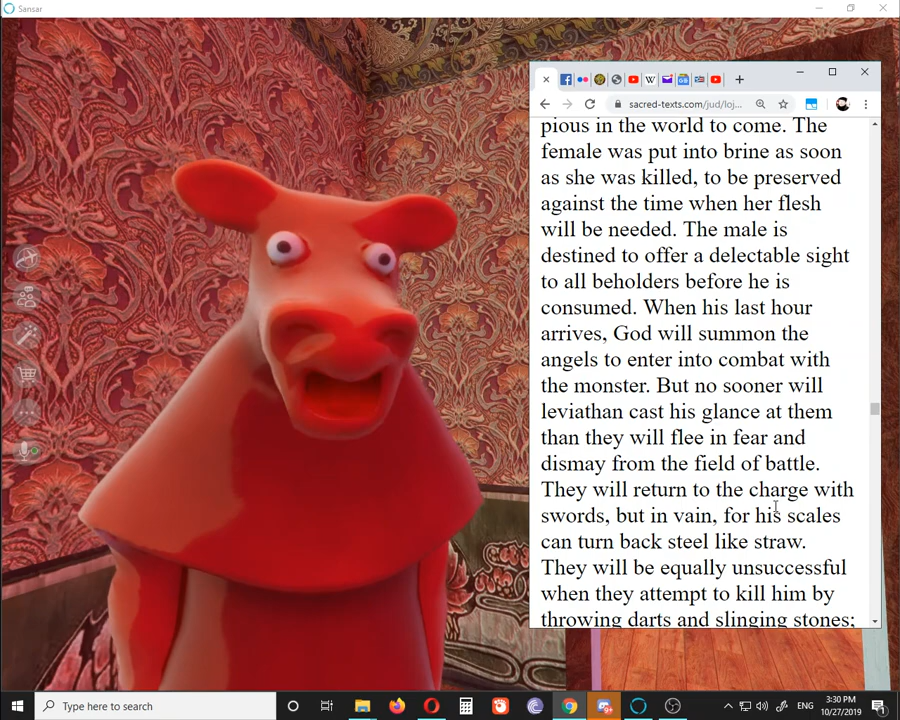 Sansar
sacred-texts.com/jud/loj...
pious in the world to come. The
female was put into brine as soon
as she was killed, to be preserved
against the time when her flesh
will be needed. The male is
destined to offer a delectable sight
to all beholders before he is
consumed. When his last hour
arrives, God will summon the
angels to enter into combat with
the monster. But no sooner will
leviathan cast his glance at them
than they will flee in fear and
dismay from the field of battle.
They will return to the charge with
swords, but in vain, for his scales
can turn back steel like straw.
They will be equally unsuccessful
when they attempt to kill him by
throwing darts and slinging stones;
Type here to search
ENG
3:30 PM
10/27/2019